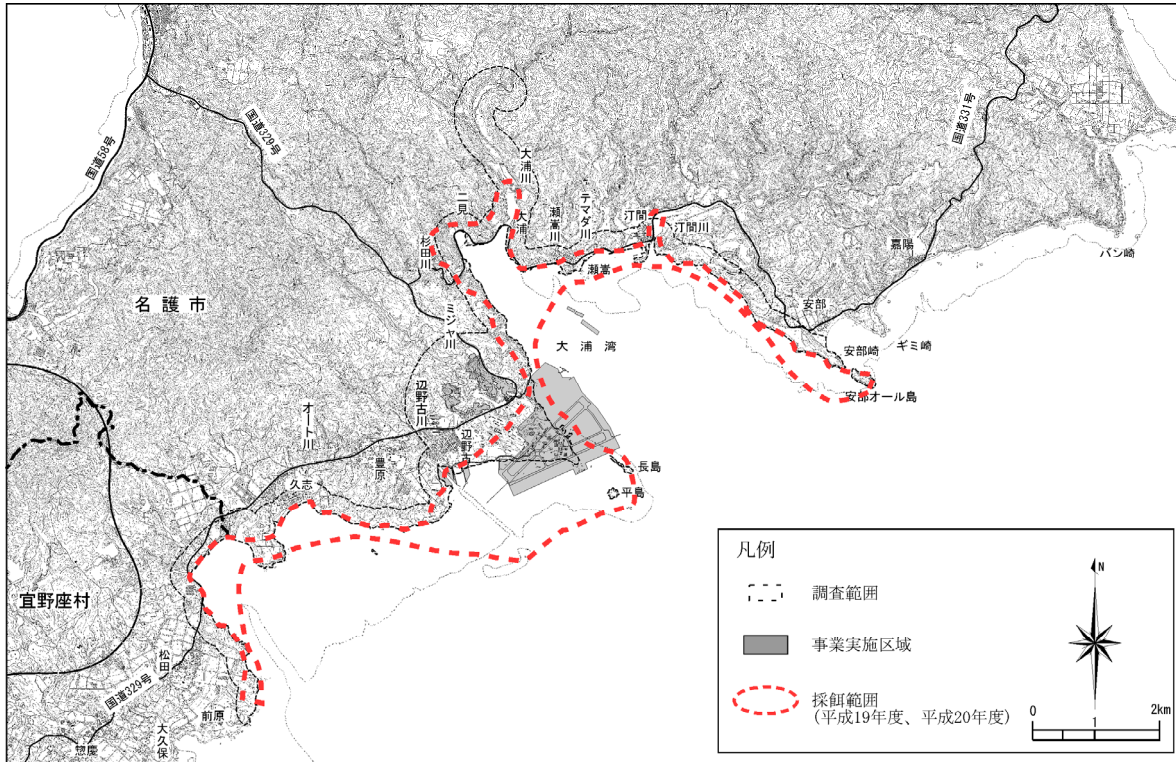 国道58号
国道329号
国道331号
大浦川
二見
大浦
瀬嵩川
テマダ川
汀間
汀間川
杉田川
瀬嵩
嘉陽
バン崎
名護市
ミジャ川
大浦湾
安部
安部崎
ギミ崎
安部オール島
辺野古川
オート川
辺野古
豊原
久志
長島
平島
宜野座村
松田
国道329号
前原
大久保
惣慶
凡例
調査範囲
事業実施区域
採餌範囲
(平成19年度、平成20年度)
N
0 1 2km